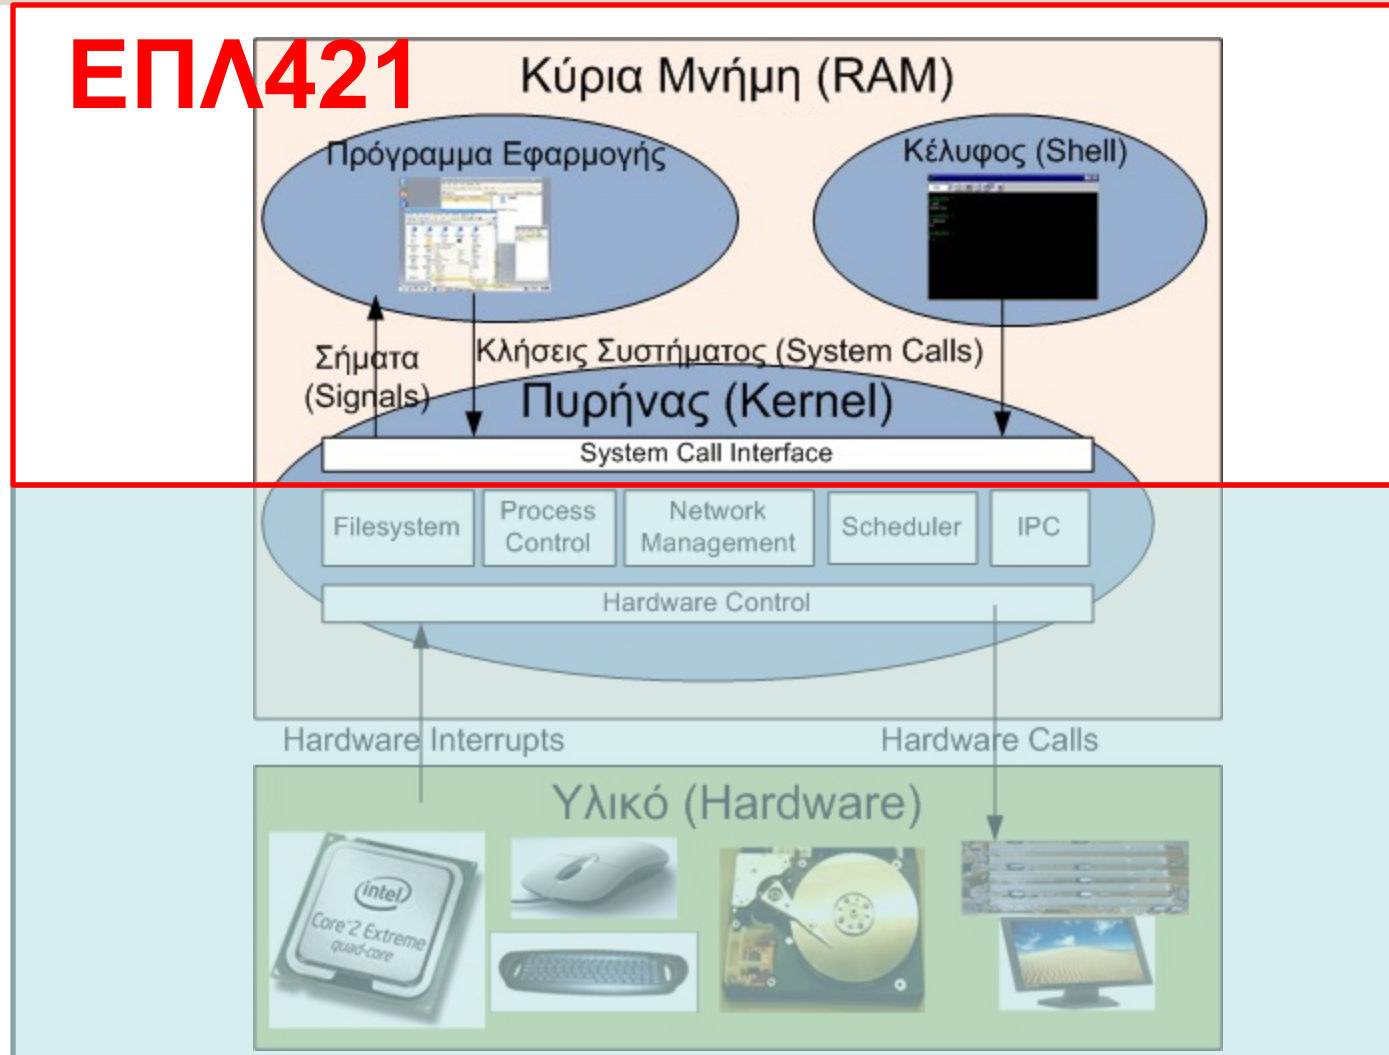 ΕΠΛ421
Κύρια Μνήμη (RAM)
Πρόγραμμα Εφαρμογής
Κέλυφος (Shell)
Σήματα
(Signals)
Κλήσεις Συστήματος (System Calls)
Πυρήνας (Kernel)
System Call Interface
Filesystem
Process
Control
Network
Management
Scheduler
IPC
Hardware Control
Hardware Interrupts
Hardware Calls
Υλικό (Hardware)
intel
Core 2 Extreme
quad-core